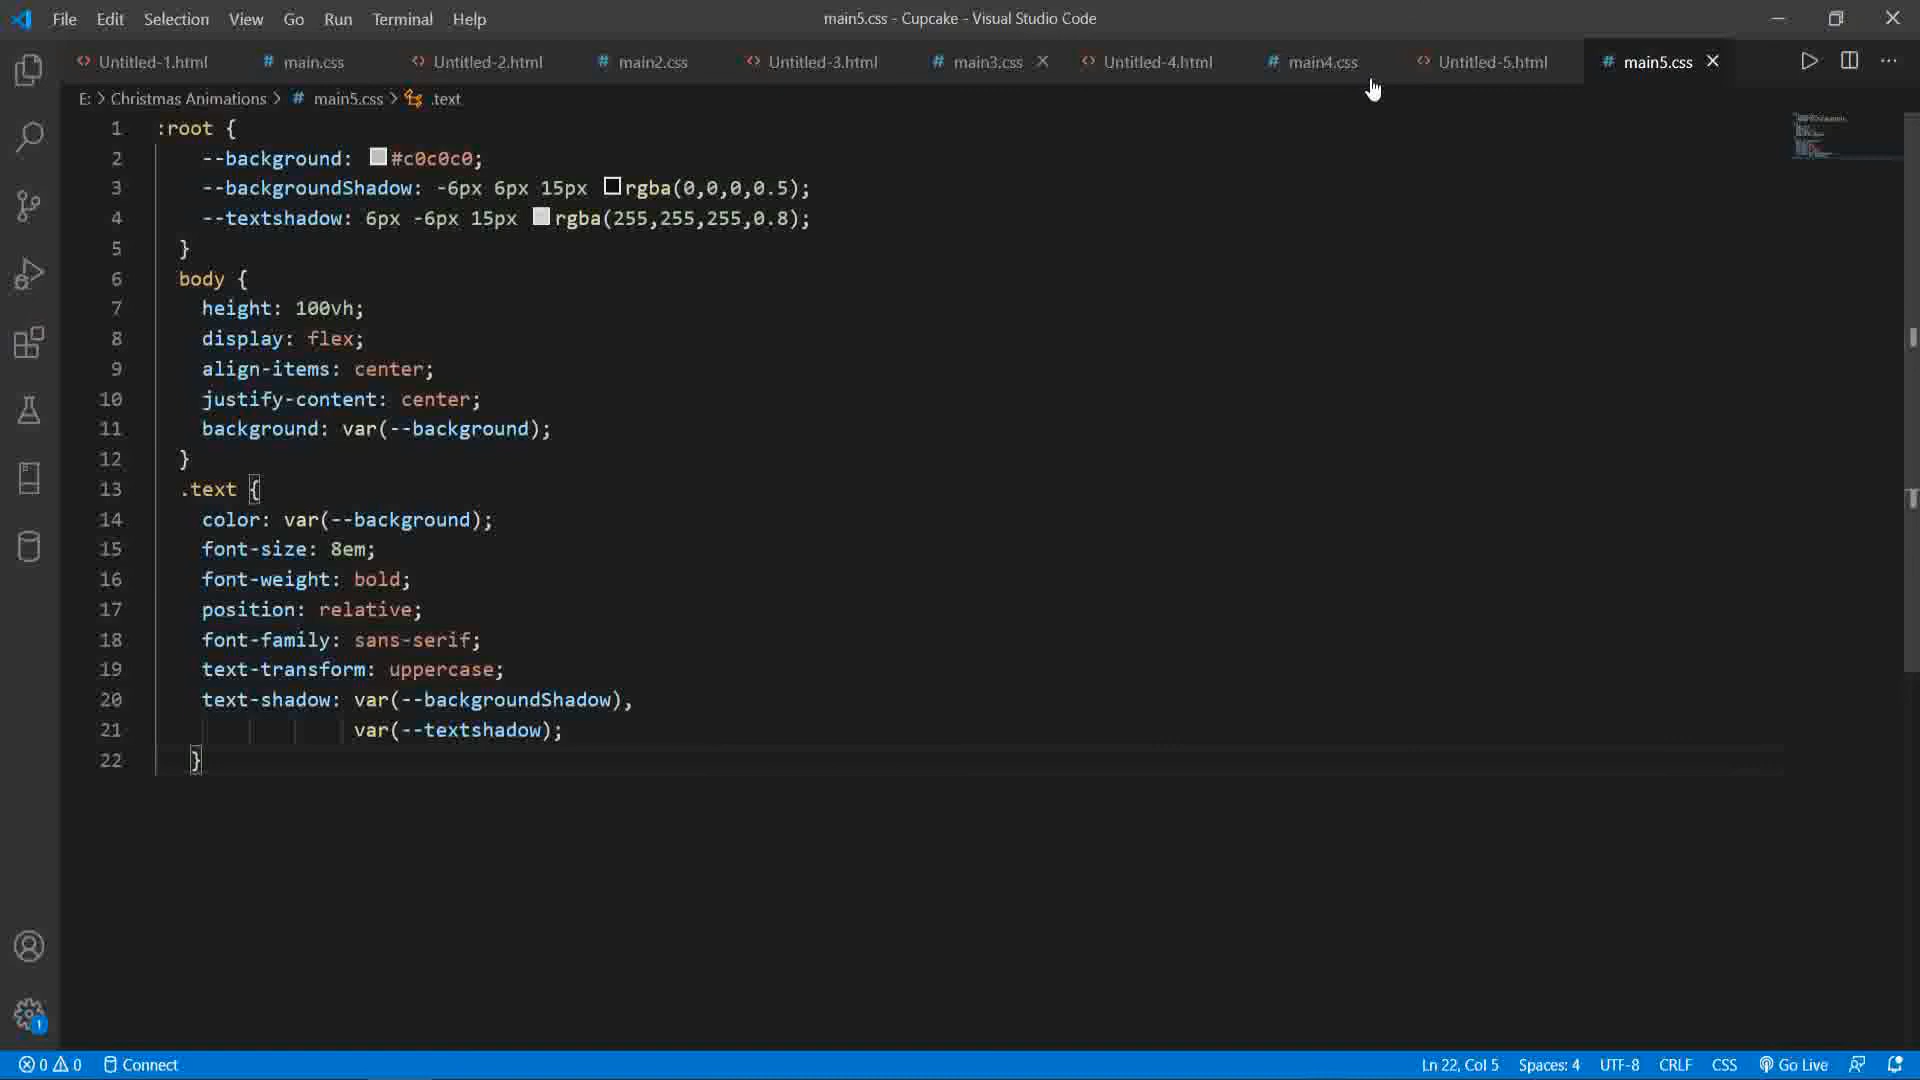 File Edit Selection View Go Run Terminal Help main5.css - Cupcake - Visual Studio Code
Untitled-1.html # main.css Untitled-2.html # main2.css Untitled-3.html # main3.css Untitled-4.html # main4.css Untitled-5.html # main5.css
E: > Christmas Animations > # main5.css > .text
1 :root {
2 --background: #c0c0c0;
3 --backgroundShadow: -6px 6px 15px rgba(0,0,0,0.5);
4 --textshadow: 6px -6px 15px rgba(255,255,255,0.8);
5 }
6 body {
7 height: 100vh;
8 display: flex;
9 align-items: center;
10 justify-content: center;
11 background: var(--background);
12 }
13 .text {
14 color: var(--background);
15 font-size: 8em;
16 font-weight: bold;
17 position: relative;
18 font-family: sans-serif;
19 text-transform: uppercase;
20 text-shadow: var(--backgroundShadow),
21 var(--textshadow);
22 }
1
0 0 Connect Ln 22, Col 5 Spaces: 4 UTF-8 CRLF CSS Go Live